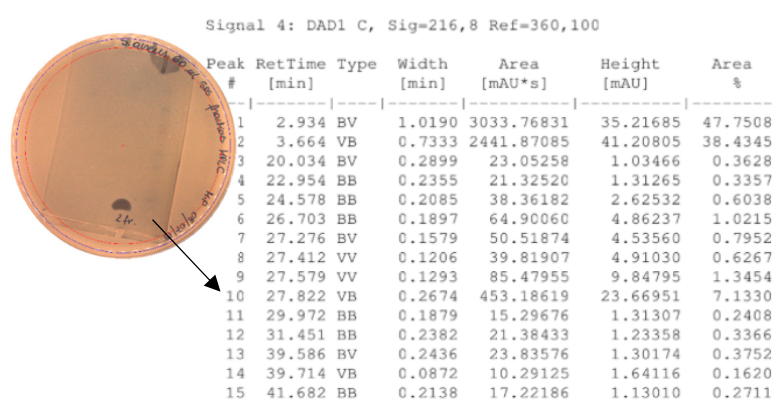 Signal 4: DAD1 C, Sig=216,8 Ref=360,100
Peak RetTime Type Width Area Height Area
# [min] [min] [mAU*s] [mAU] %
--|-------|----|-------|----------|----------|--------|
1 2.934 BV 1.0190 3033.76831 35.21685 47.7508
2 3.664 VB 0.7333 2441.87085 41.20805 38.4345
3 20.034 BV 0.2899 23.05258 1.03466 0.3628
4 22.954 BB 0.2355 21.32520 1.31265 0.3357
5 24.578 BB 0.2085 38.36182 2.62532 0.6038
6 26.703 BB 0.1897 64.90060 4.86237 1.0215
7 27.276 BV 0.1579 50.51874 4.53560 0.7952
8 27.412 VV 0.1206 39.81907 4.91030 0.6267
9 27.579 VV 0.1293 85.47955 9.84795 1.3454
10 27.822 VB 0.2674 453.18619 23.66951 7.1330
11 29.972 BB 0.1879 15.29676 1.31307 0.2408
12 31.451 BB 0.2382 21.38433 1.23358 0.3366
13 39.586 BV 0.2436 23.83576 1.30174 0.3752
14 39.714 VB 0.0872 10.29125 1.64116 0.1620
15 41.682 BB 0.2138 17.22186 1.13010 0.2711
S. aureus 50 ul fractions HPLC
2fr.